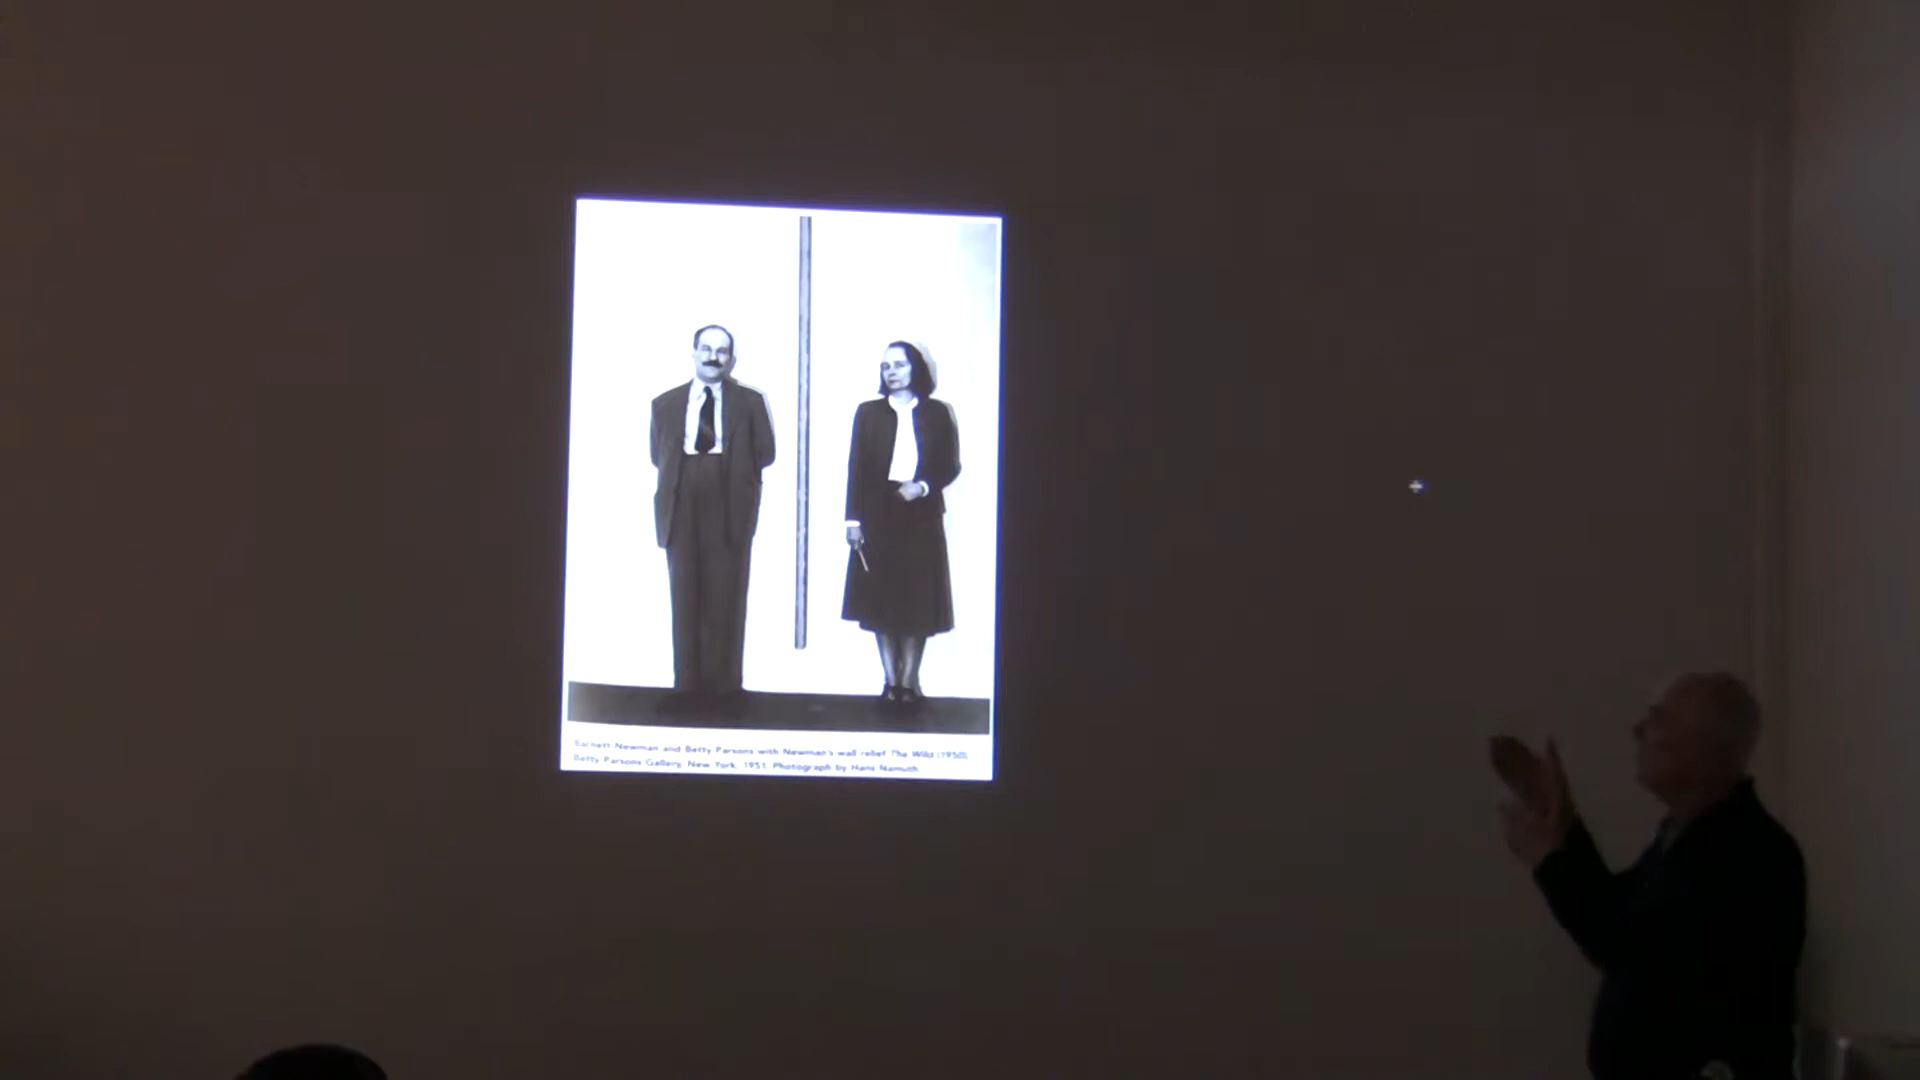 Barnett Newman and Betty Parsons with Newman's wall relief The Wild (1950),
Betty Parsons Gallery, New York, 1951. Photograph by Hans Namuth.